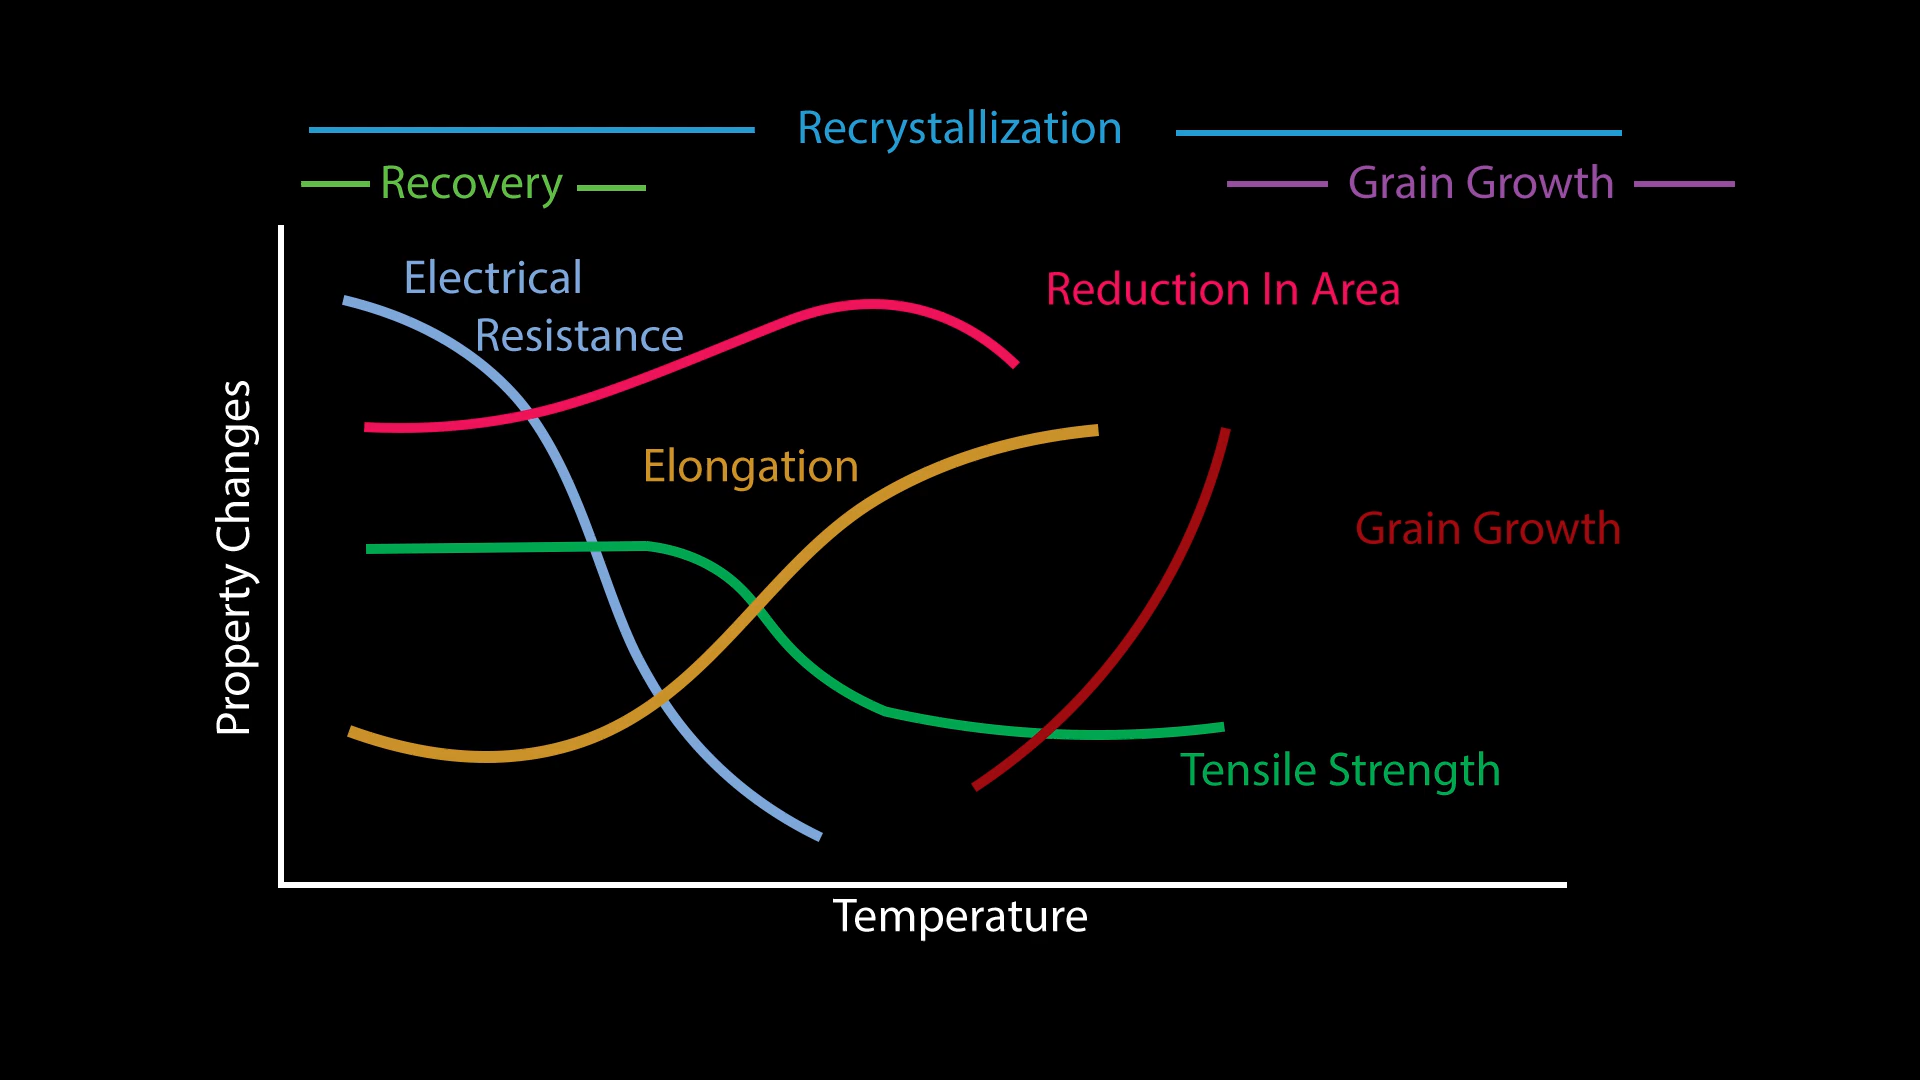 Recrystallization
Recovery
Grain Growth
Electrical
Resistance
Reduction In Area
Elongation
Grain Growth
Tensile Strength
Property Changes
Temperature